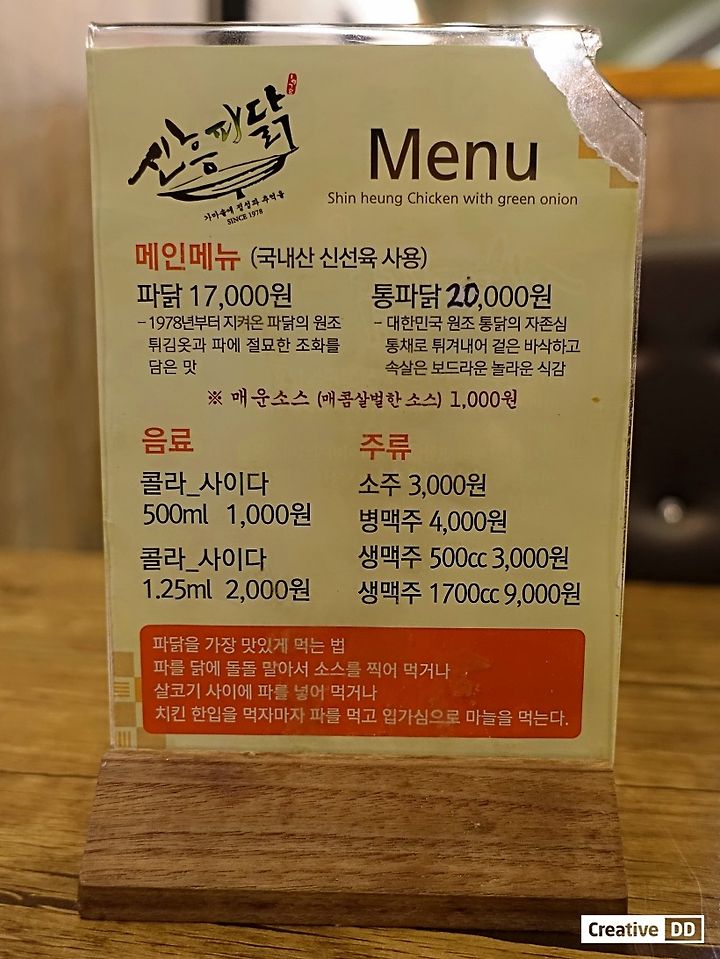 신흥파닭
가마솥에 정성과 추억을
SINCE 1978
Menu
Shin heung Chicken with green onion
메인메뉴 (국내산 신선육 사용)
파닭 17,000원
-1978년부터 지켜온 파닭의 원조
튀김옷과 파에 절묘한 조화를
담은 맛
통파닭 20,000원
- 대한민국 원조 통닭의 자존심
통채로 튀겨내어 겉은 바삭하고
속살은 보드라운 놀라운 식감
※ 매운소스 (매콤살벌한 소스) 1,000원
음료
콜라_사이다
500ml 1,000원
콜라_사이다
1.25ml 2,000원
주류
소주 3,000원
병맥주 4,000원
생맥주 500cc 3,000원
생맥주 1700cc 9,000원
파닭을 가장 맛있게 먹는 법
파를 닭에 돌돌 말아서 소스를 찍어 먹거나
살코기 사이에 파를 넣어 먹거나
치킨 한입을 먹자마자 파를 먹고 입가심으로 마늘을 먹는다.
Creative DD